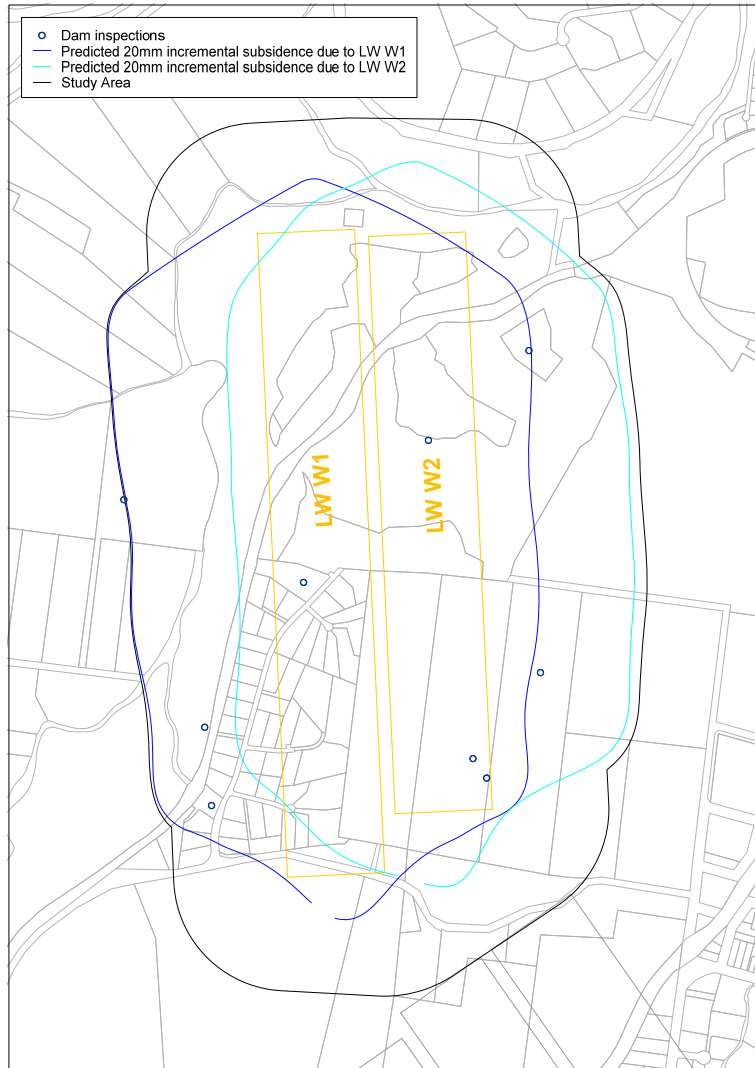 Dam inspections
Predicted 20mm incremental subsidence due to LW W1
Predicted 20mm incremental subsidence due to LW W2
Study Area
LW W1
LW W2